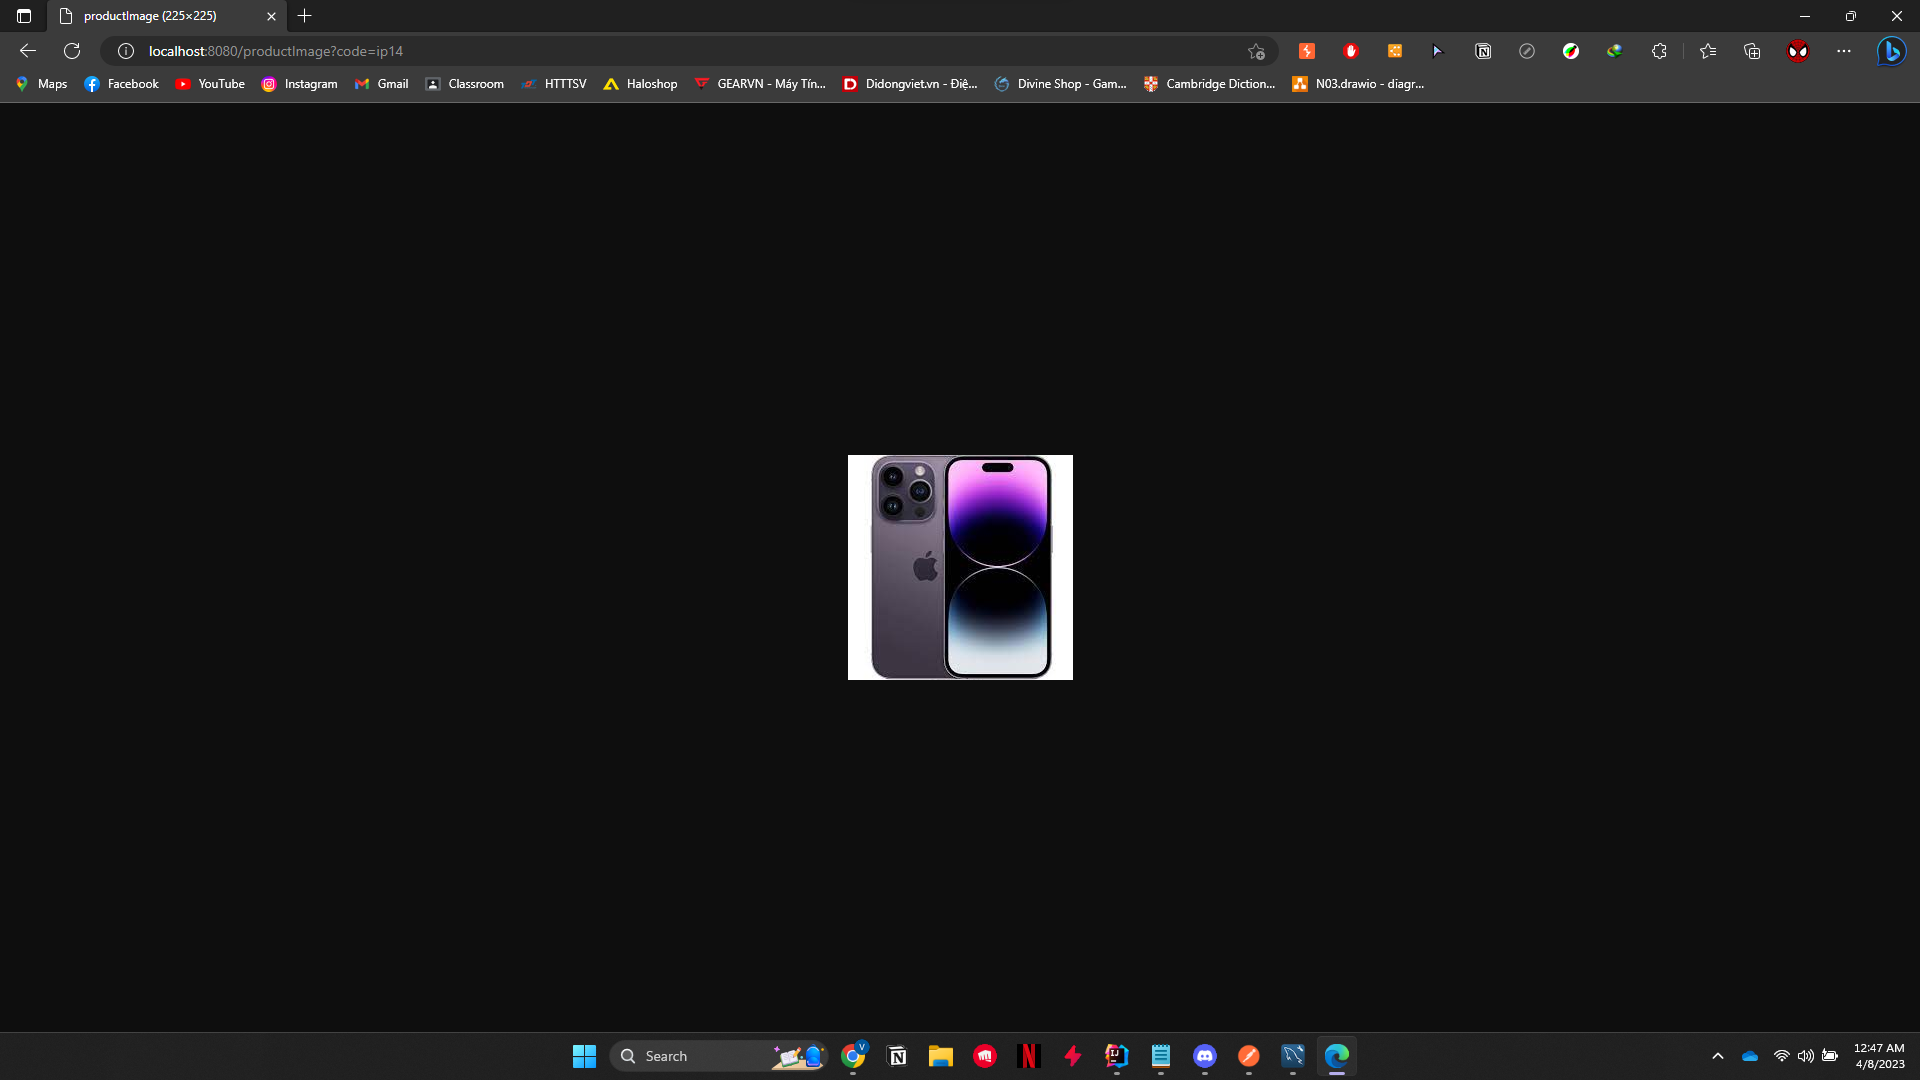 productImage (225×225)
localhost:8080/productImage?code=ip14
Maps Facebook YouTube Instagram Gmail Classroom HTTTSV Haloshop GEARVN - Máy Tín... Didongviet.vn - Điệ... Divine Shop - Gam... Cambridge Diction... N03.drawio - diagr...
Search
V
IJ
12:47 AM
4/8/2023